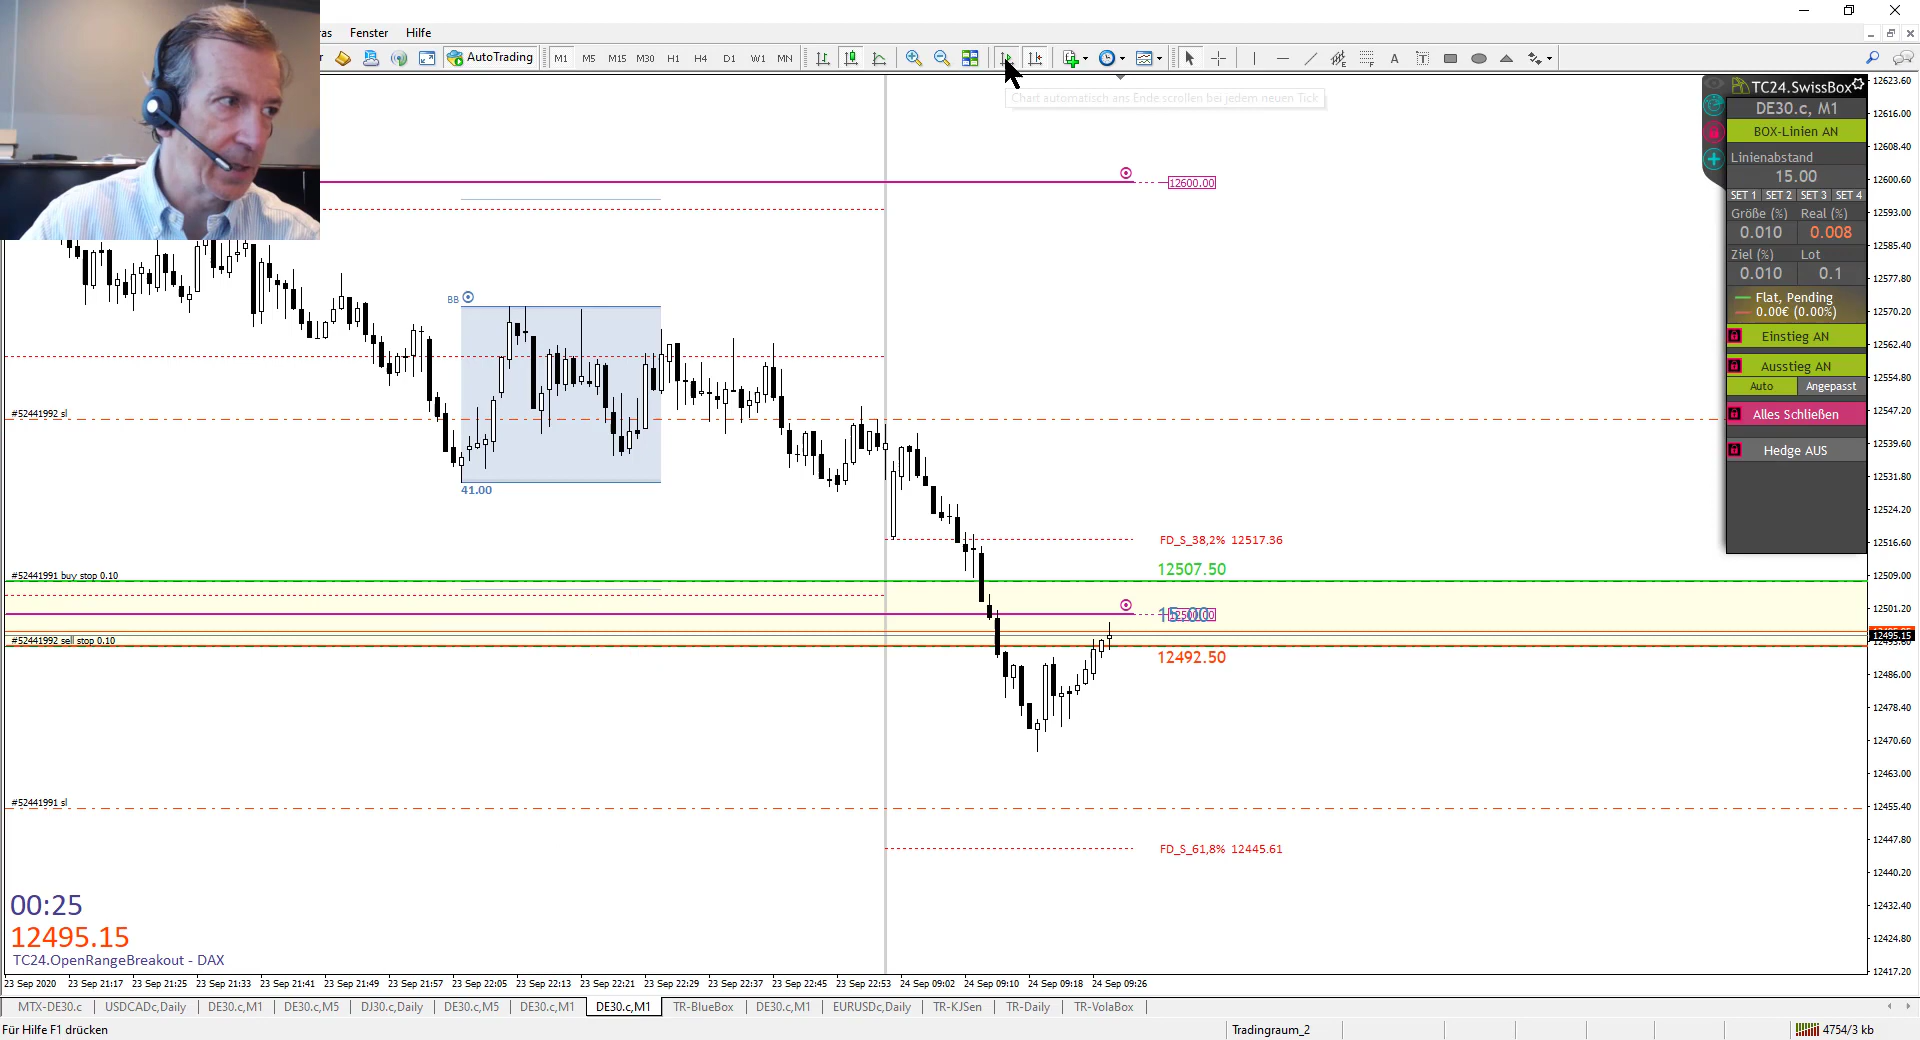 ras Fenster Hilfe
AutoTrading M1 M5 M15 M30 H1 H4 D1 W1 MN
Chart automatisch ans Ende scrollen bei jedem neuen Tick
TC24.SwissBox
DE30.c, M1
BOX-Linien AN
Linienabstand
15.00
SET 1 SET 2 SET 3 SET 4
Größe (%) Real (%)
0.010 0.008
Ziel (%) Lot
0.010 0.1
Flat, Pending
0.00€ (0.00%)
Einstieg AN
Ausstieg AN
Auto Angepasst
Alles Schließen
Hedge AUS
12623.60
12616.00
12608.40
12600.60
12593.00
12585.40
12577.80
12570.20
12562.40
12554.80
12547.20
12539.60
12531.80
12524.20
12516.60
12509.00
12501.20
12495.15
12486.00
12478.40
12470.60
12463.00
12455.40
12447.80
12440.20
12432.40
12424.80
12417.20
12600.00
BB
41.00
#52441992 sl
FD_S_38,2% 12517.36
12507.50
#52441991 buy stop 0.10
15.00
12500.00
#52441992 sell stop 0.10
12492.50
#52441991 sl
FD_S_61,8% 12445.61
00:25
12495.15
TC24.OpenRangeBreakout - DAX
23 Sep 2020 23 Sep 21:17 23 Sep 21:25 23 Sep 21:33 23 Sep 21:41 23 Sep 21:49 23 Sep 21:57 23 Sep 22:05 23 Sep 22:13 23 Sep 22:21 23 Sep 22:29 23 Sep 22:37 23 Sep 22:45 23 Sep 22:53 24 Sep 09:02 24 Sep 09:10 24 Sep 09:18 24 Sep 09:26
MTX-DE30.c USDCADc,Daily DE30.c,M1 DE30.c,M5 DJ30.c,Daily DE30.c,M5 DE30.c,M1 DE30.c,M1 TR-BlueBox DE30.c,M1 EURUSDc,Daily TR-KJSen TR-Daily TR-VolaBox
Für Hilfe F1 drücken Tradingraum_2 4754/3 kb